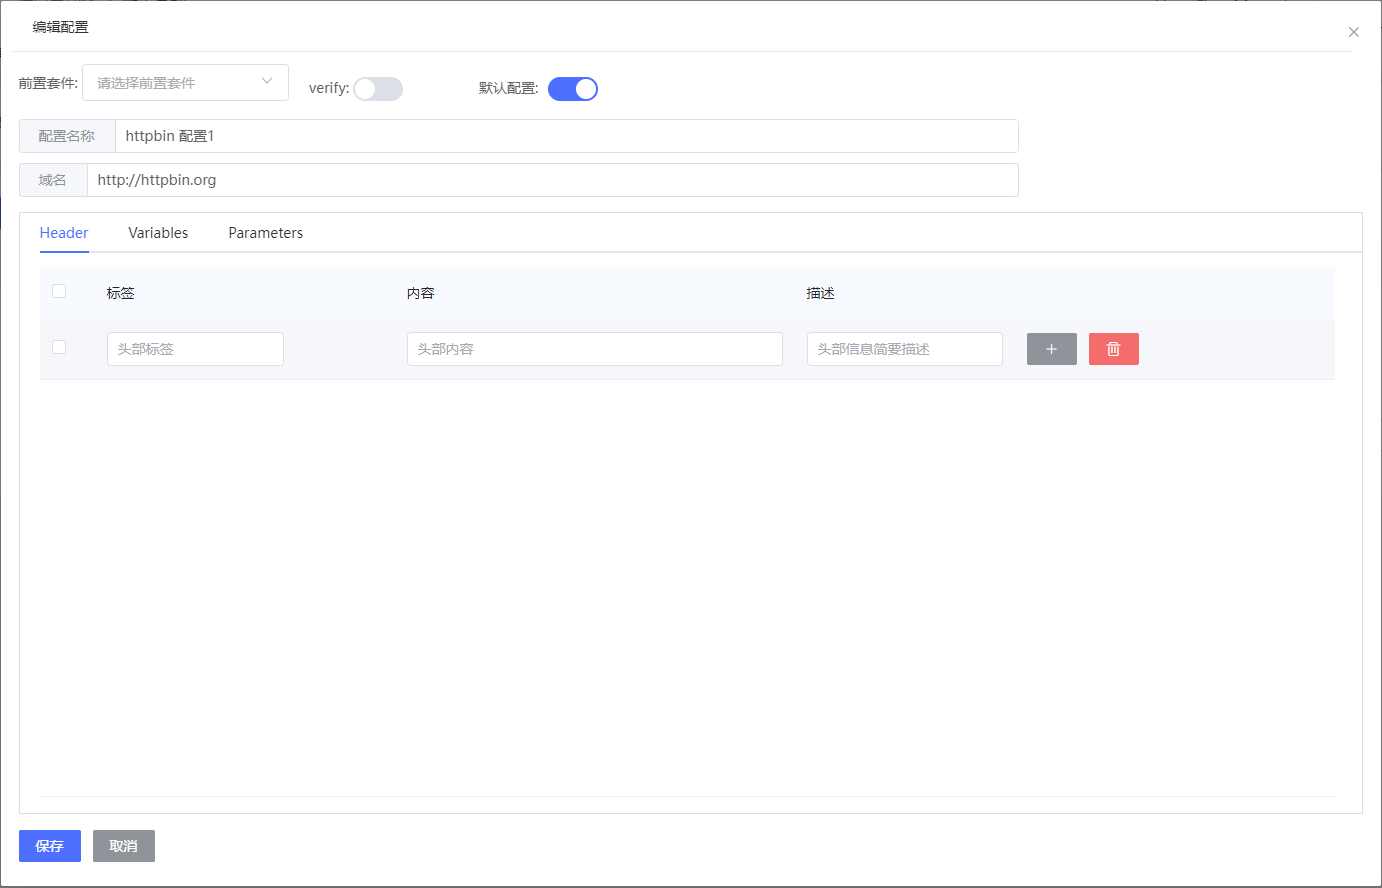 编辑配置
前置套件: 请选择前置套件 verify: 默认配置:
配置名称 httpbin 配置1
域名 http://httpbin.org
Header Variables Parameters
标签 内容 描述
头部标签 头部内容 头部信息简要描述
保存 取消